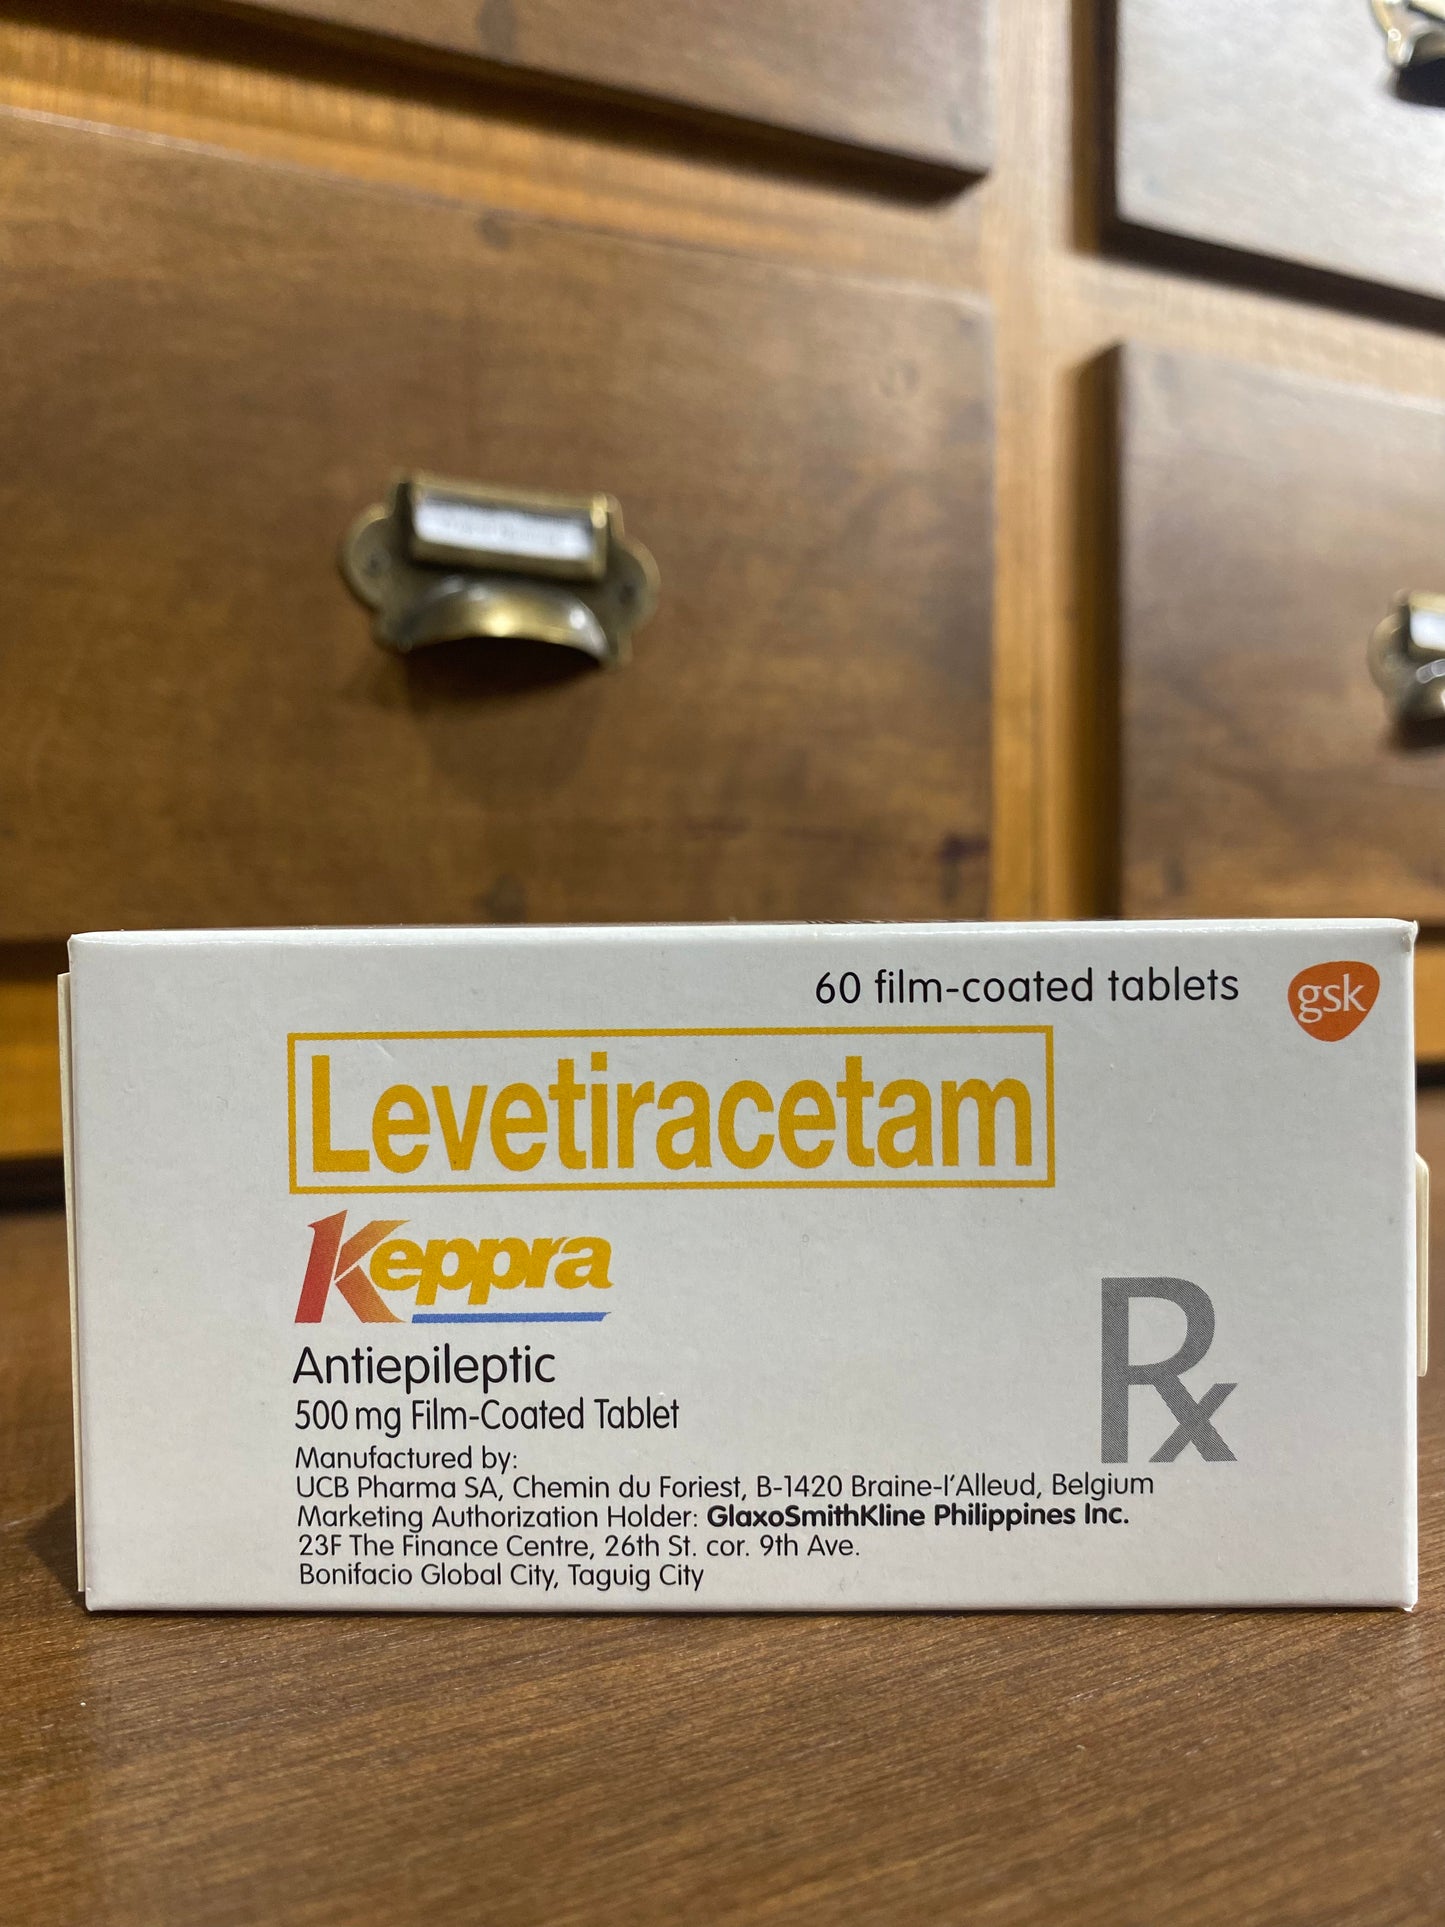 60 film-coated tablets
gsk
Levetiracetam
Keppra
Antiepileptic
500 mg Film-Coated Tablet
Rx
Manufactured by:
UCB Pharma SA, Chemin du Foriest, B-1420 Braine-l'Alleud, Belgium
Marketing Authorization Holder: GlaxoSmithKline Philippines Inc.
23F The Finance Centre, 26th St. cor. 9th Ave.
Bonifacio Global City, Taguig City